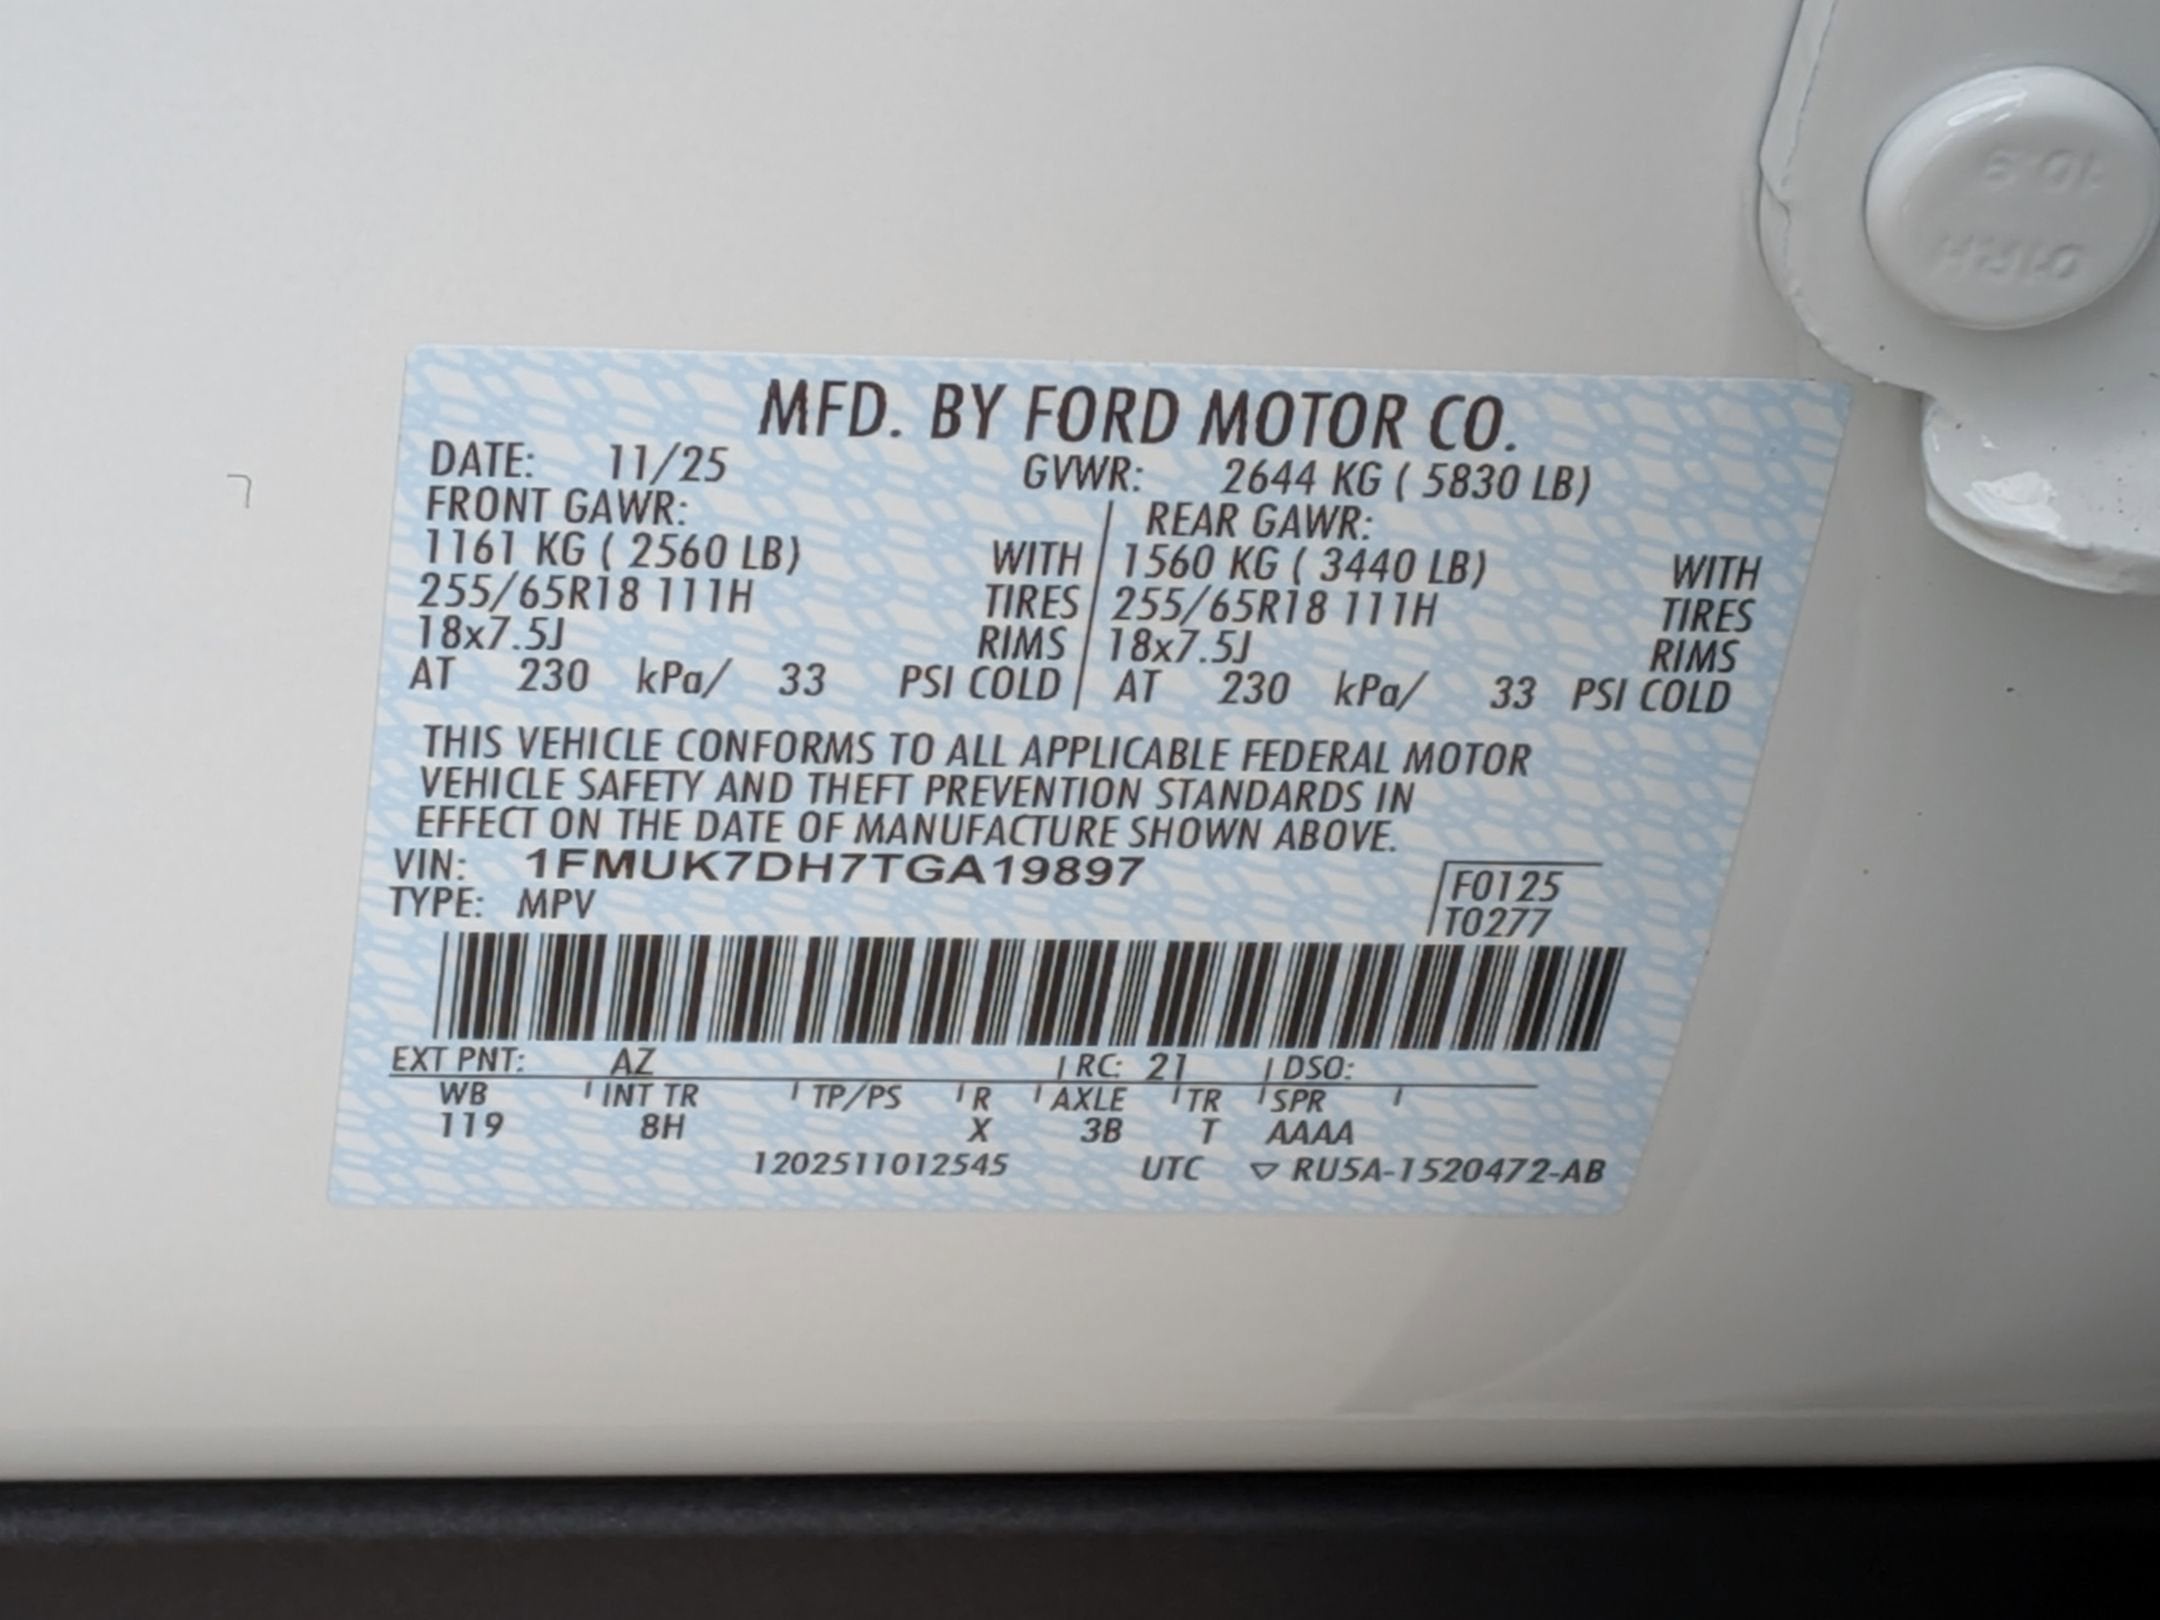 MFD. BY FORD MOTOR CO.
DATE: 11/25 GVWR: 2644 KG ( 5830 LB)
FRONT GAWR: REAR GAWR:
1161 KG ( 2560 LB) WITH 1560 KG ( 3440 LB) WITH
255/65R18 111H TIRES 255/65R18 111H TIRES
18x7.5J RIMS 18x7.5J RIMS
AT 230 kPa/ 33 PSI COLD AT 230 kPa/ 33 PSI COLD
THIS VEHICLE CONFORMS TO ALL APPLICABLE FEDERAL MOTOR
VEHICLE SAFETY AND THEFT PREVENTION STANDARDS IN
EFFECT ON THE DATE OF MANUFACTURE SHOWN ABOVE.
VIN: 1FMUK7DH7TGA19897
TYPE: MPV
F0125
T0277
EXT PNT: AZ RC: 21 DSO:
WB INT TR TP/PS R AXLE TR SPR
119 8H X 3B T AAAA
1202511012545 UTC ▽ RU5A-1520472-AB